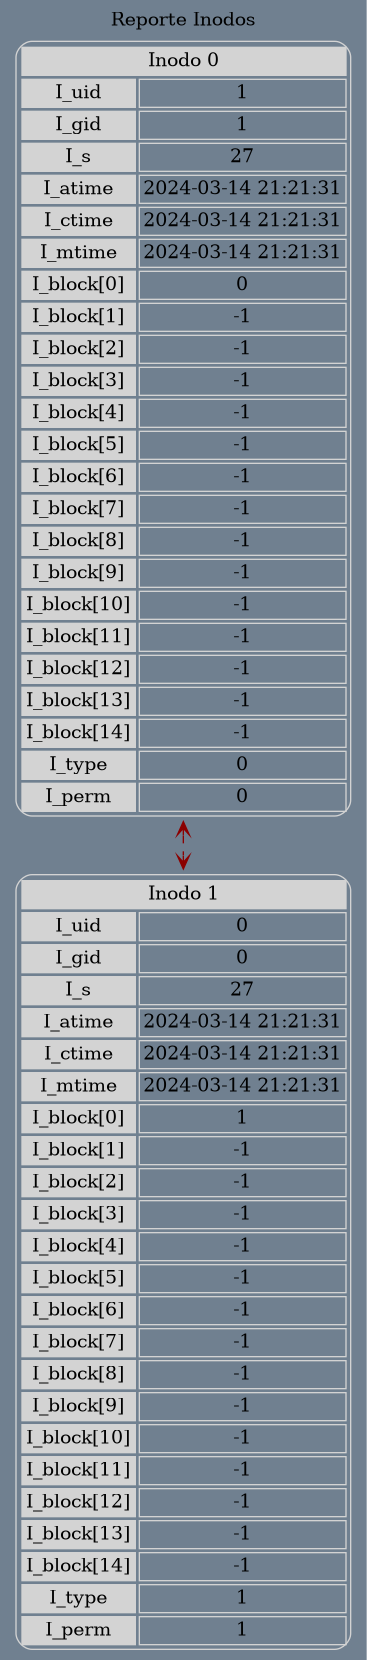 Reporte Inodos
Inodo 0
I_uid 1
I_gid 1
I_s 27
I_atime 2024-03-14 21:21:31
I_ctime 2024-03-14 21:21:31
I_mtime 2024-03-14 21:21:31
I_block[0] 0
I_block[1] -1
I_block[2] -1
I_block[3] -1
I_block[4] -1
I_block[5] -1
I_block[6] -1
I_block[7] -1
I_block[8] -1
I_block[9] -1
I_block[10] -1
I_block[11] -1
I_block[12] -1
I_block[13] -1
I_block[14] -1
I_type 0
I_perm 0
Inodo 1
I_uid 0
I_gid 0
I_s 27
I_atime 2024-03-14 21:21:31
I_ctime 2024-03-14 21:21:31
I_mtime 2024-03-14 21:21:31
I_block[0] 1
I_block[1] -1
I_block[2] -1
I_block[3] -1
I_block[4] -1
I_block[5] -1
I_block[6] -1
I_block[7] -1
I_block[8] -1
I_block[9] -1
I_block[10] -1
I_block[11] -1
I_block[12] -1
I_block[13] -1
I_block[14] -1
I_type 1
I_perm 1